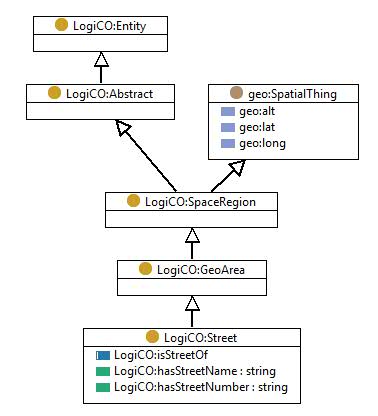 LogiCO:Entity
LogiCO:Abstract
geo:SpatialThing
geo:alt
geo:lat
geo:long
LogiCO:SpaceRegion
LogiCO:GeoArea
LogiCO:Street
LogiCO:isStreetOf
LogiCO:hasStreetName : string
LogiCO:hasStreetNumber : string